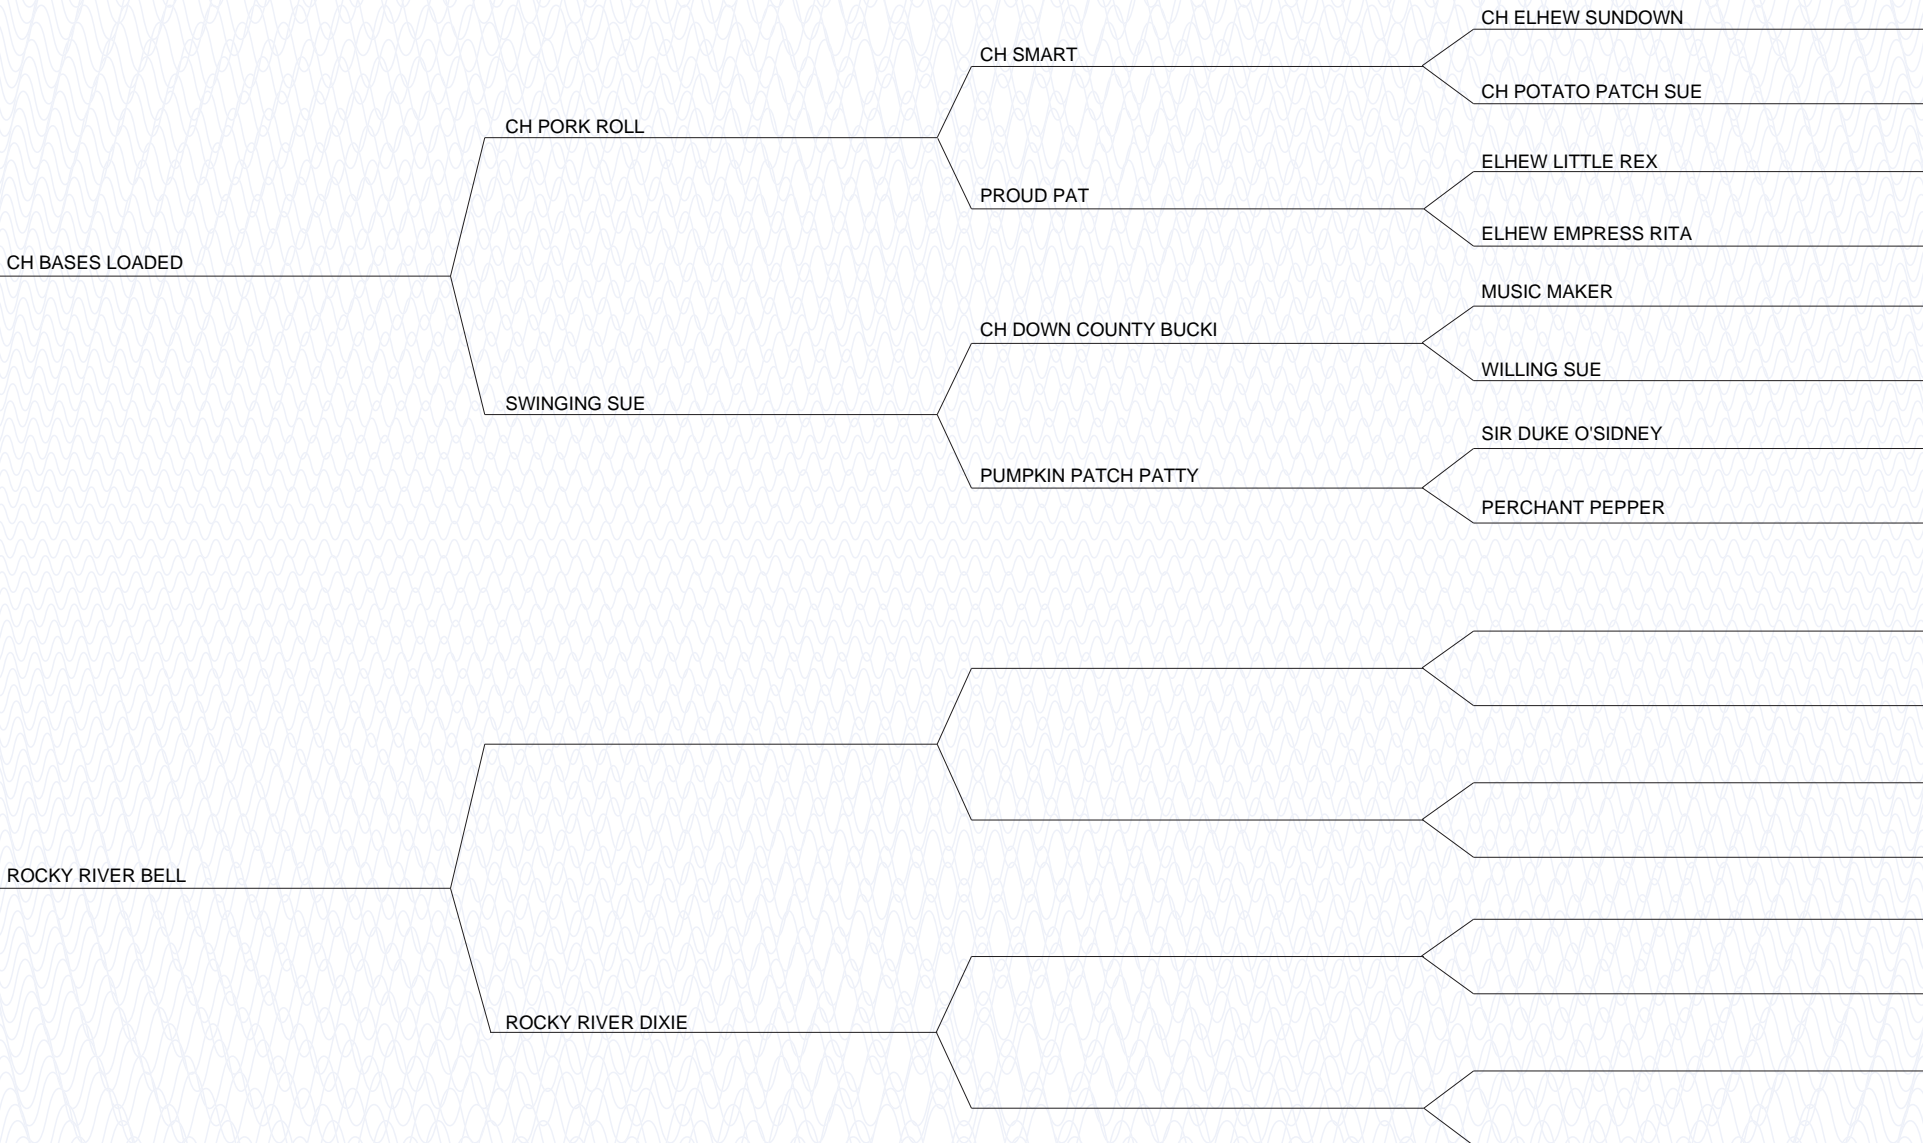 CH ELHEW SUNDOWN
CH SMART
CH POTATO PATCH SUE
CH PORK ROLL
ELHEW LITTLE REX
PROUD PAT
ELHEW EMPRESS RITA
CH BASES LOADED
MUSIC MAKER
CH DOWN COUNTY BUCKI
WILLING SUE
SWINGING SUE
SIR DUKE O'SIDNEY
PUMPKIN PATCH PATTY
PERCHANT PEPPER
ROCKY RIVER BELL
ROCKY RIVER DIXIE